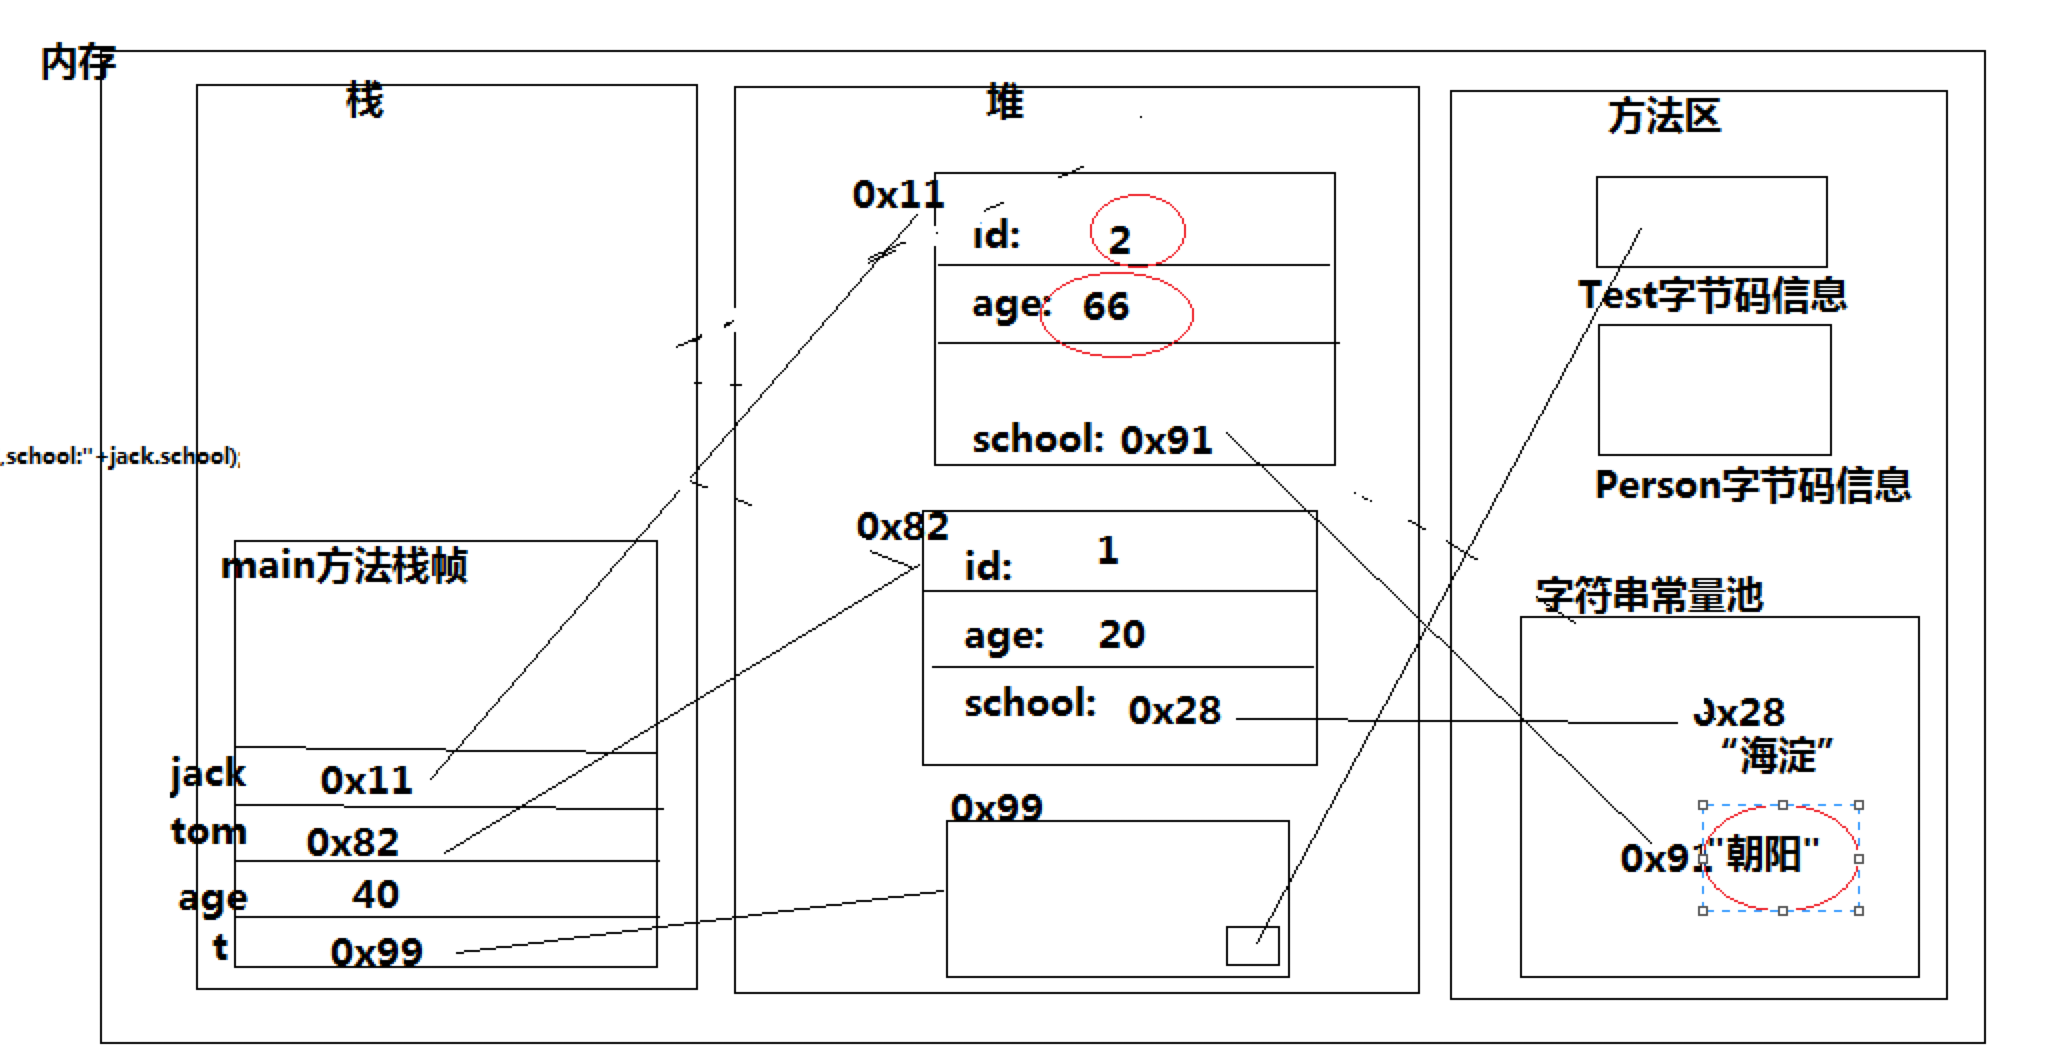 内存
栈
,school:"+jack.school);
main方法栈帧
jack 0x11
tom 0x82
age 40
t 0x99
堆
0x11
id: 2
age: 66
school: 0x91
0x82
id: 1
age: 20
school: 0x28
0x99
方法区
Test字节码信息
Person字节码信息
字符串常量池
0x28
“海淀”
0x91 "朝阳"